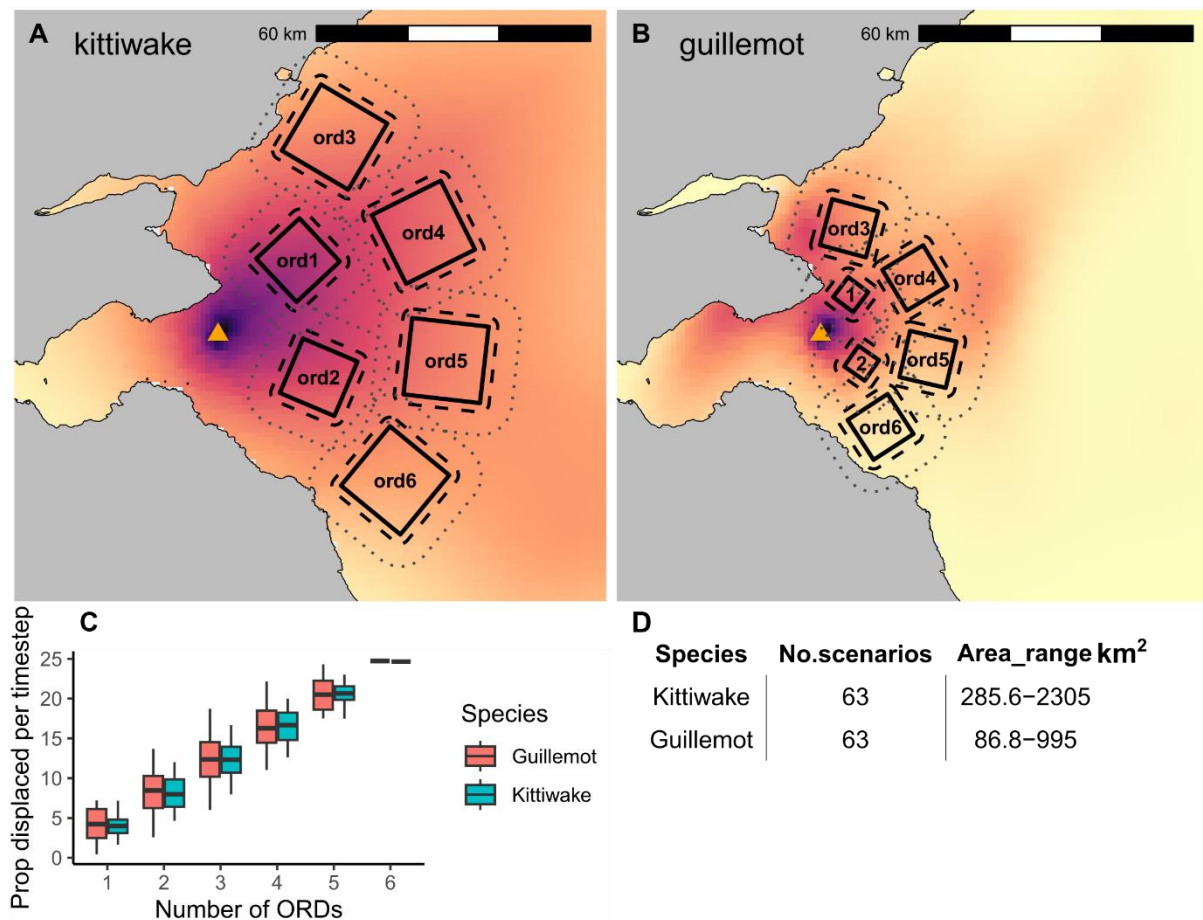 A kittiwake 60 km
ord3
ord4
ord1
ord5
ord2
ord6
B guillemot 60 km
ord3
ord4
1
ord5
2
ord6
C
Prop displaced per timestep
25
20
15
10
5
0
1 2 3 4 5 6
Number of ORDs
Species
Guillemot
Kittiwake
D
Species No.scenarios Area_range km²
Kittiwake 63 285.6−2305
Guillemot 63 86.8−995